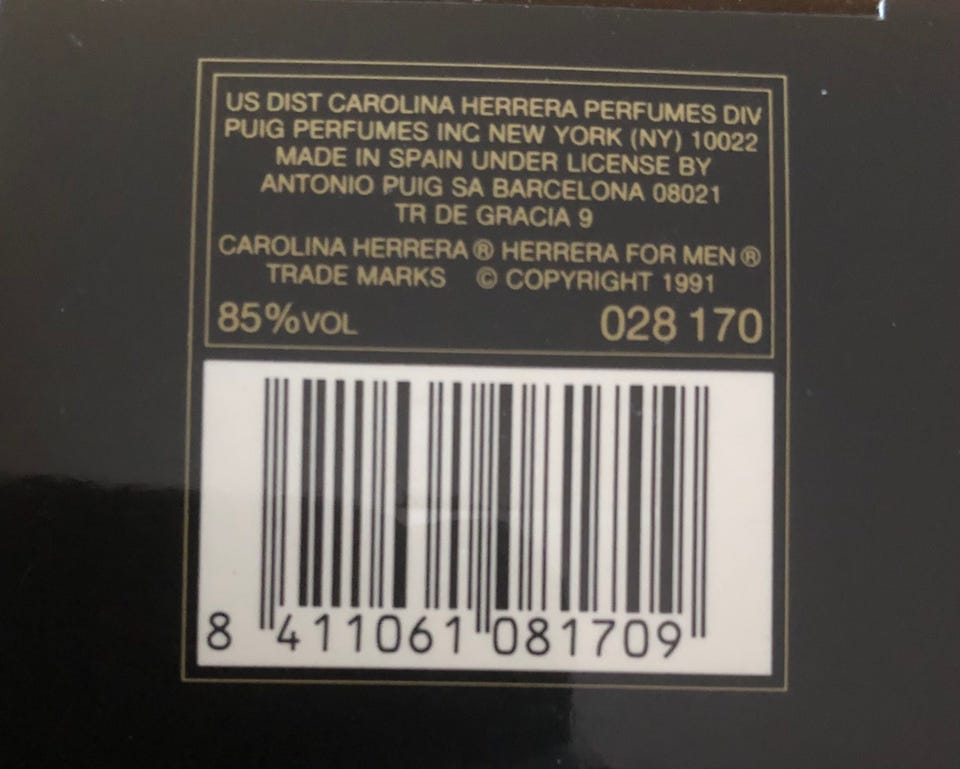 US DIST CAROLINA HERRERA PERFUMES DIV
PUIG PERFUMES INC NEW YORK (NY) 10022
MADE IN SPAIN UNDER LICENSE BY
ANTONIO PUIG SA BARCELONA 08021
TR DE GRACIA 9
CAROLINA HERRERA® HERRERA FOR MEN®
TRADE MARKS © COPYRIGHT 1991
85%VOL 028 170
8 411061 081709